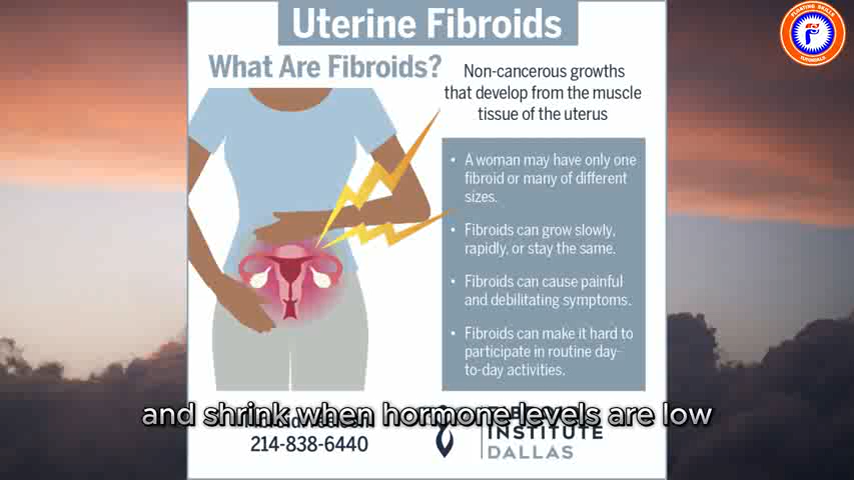 Uterine Fibroids
What Are Fibroids?
Non-cancerous growths
that develop from the muscle
tissue of the uterus
• A woman may have only one
fibroid or many of different
sizes.
• Fibroids can grow slowly,
rapidly, or stay the same.
• Fibroids can cause painful
and debilitating symptoms.
• Fibroids can make it hard to
participate in routine day-
to-day activities.
and shrink when hormone levels are low
214-838-6440
INSTITUTE
DALLAS
FLOATING SKILLS
TUTORIALS